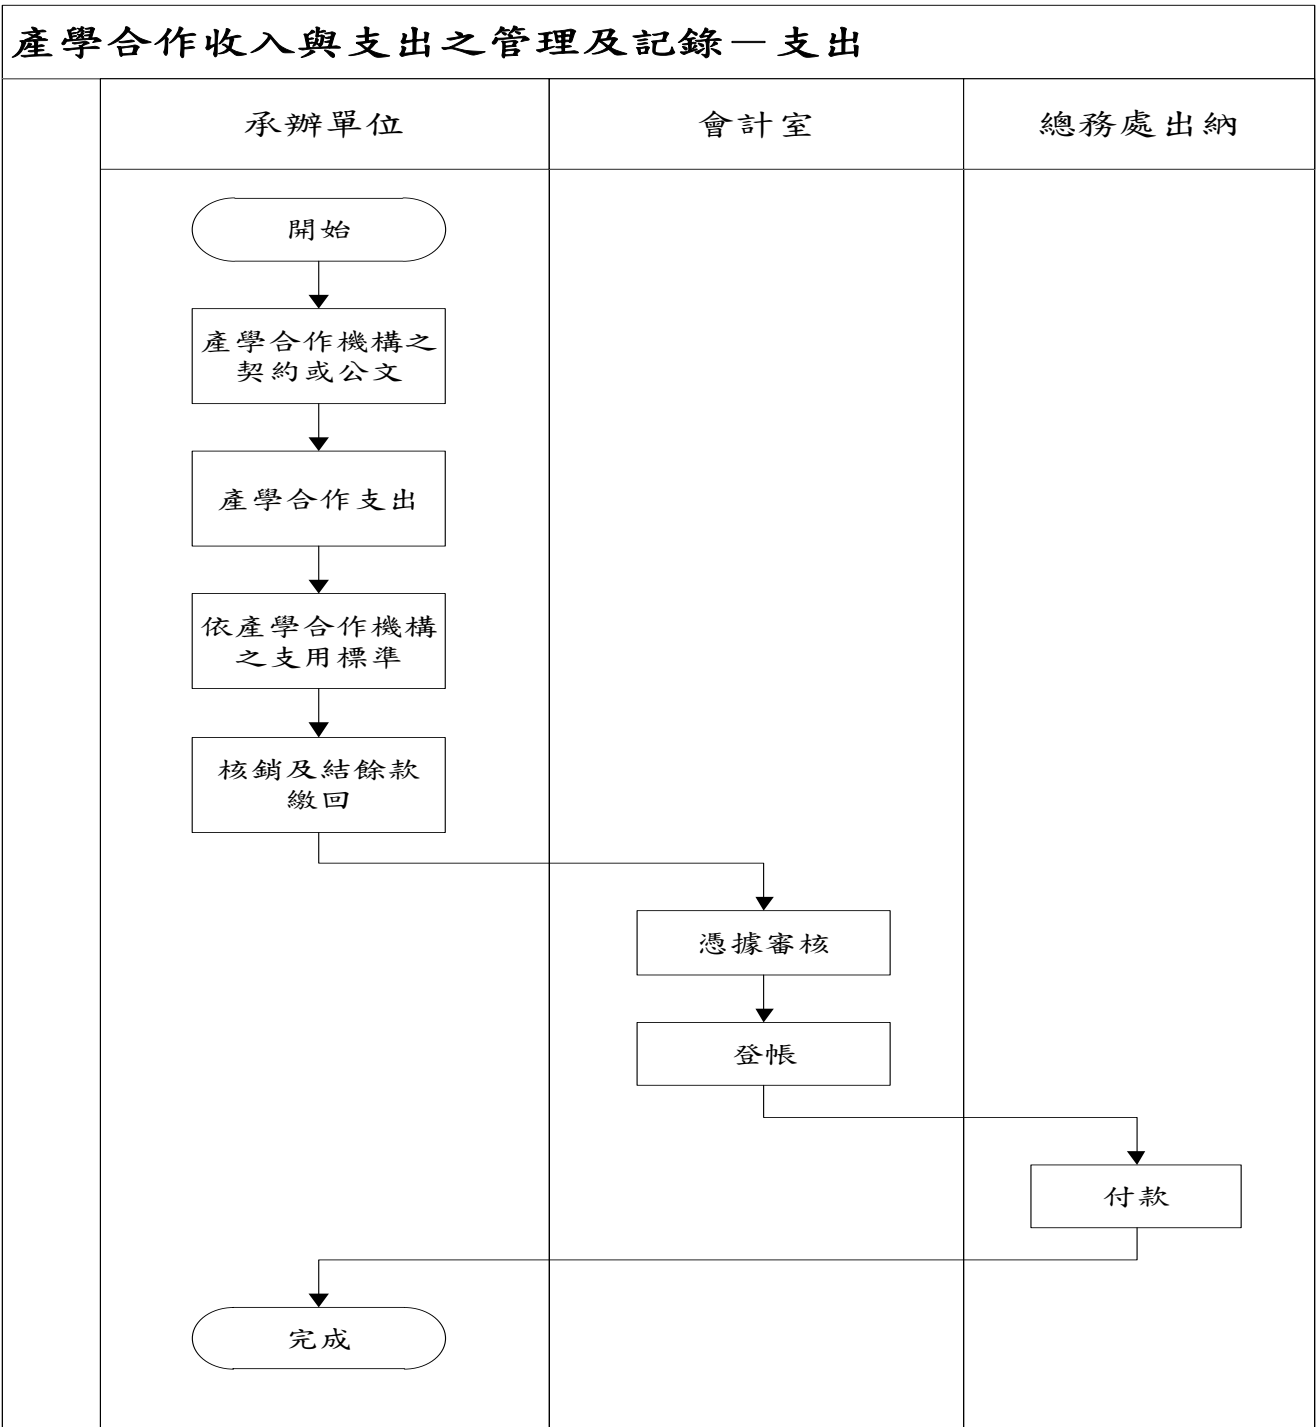 產學合作收入與支出之管理及記錄－支出
承辦單位
會計室
總務處出納
開始
產學合作機構之
契約或公文
產學合作支出
依產學合作機構
之支用標準
核銷及結餘款
繳回
憑據審核
登帳
付款
完成